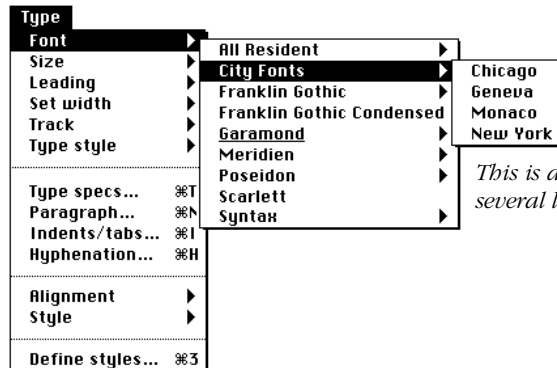 Type
Font
Size
Leading
Set width
Track
Type style
Type specs... ⌘T
Paragraph... ⌘N
Indents/tabs... ⌘I
Hyphenation... ⌘H
Alignment
Style
Define styles... ⌘3
All Resident
City Fonts
Franklin Gothic
Franklin Gothic Condensed
Garamond
Meridien
Poseidon
Scarlett
Syntax
Chicago
Geneva
Monaco
New York
This is
several